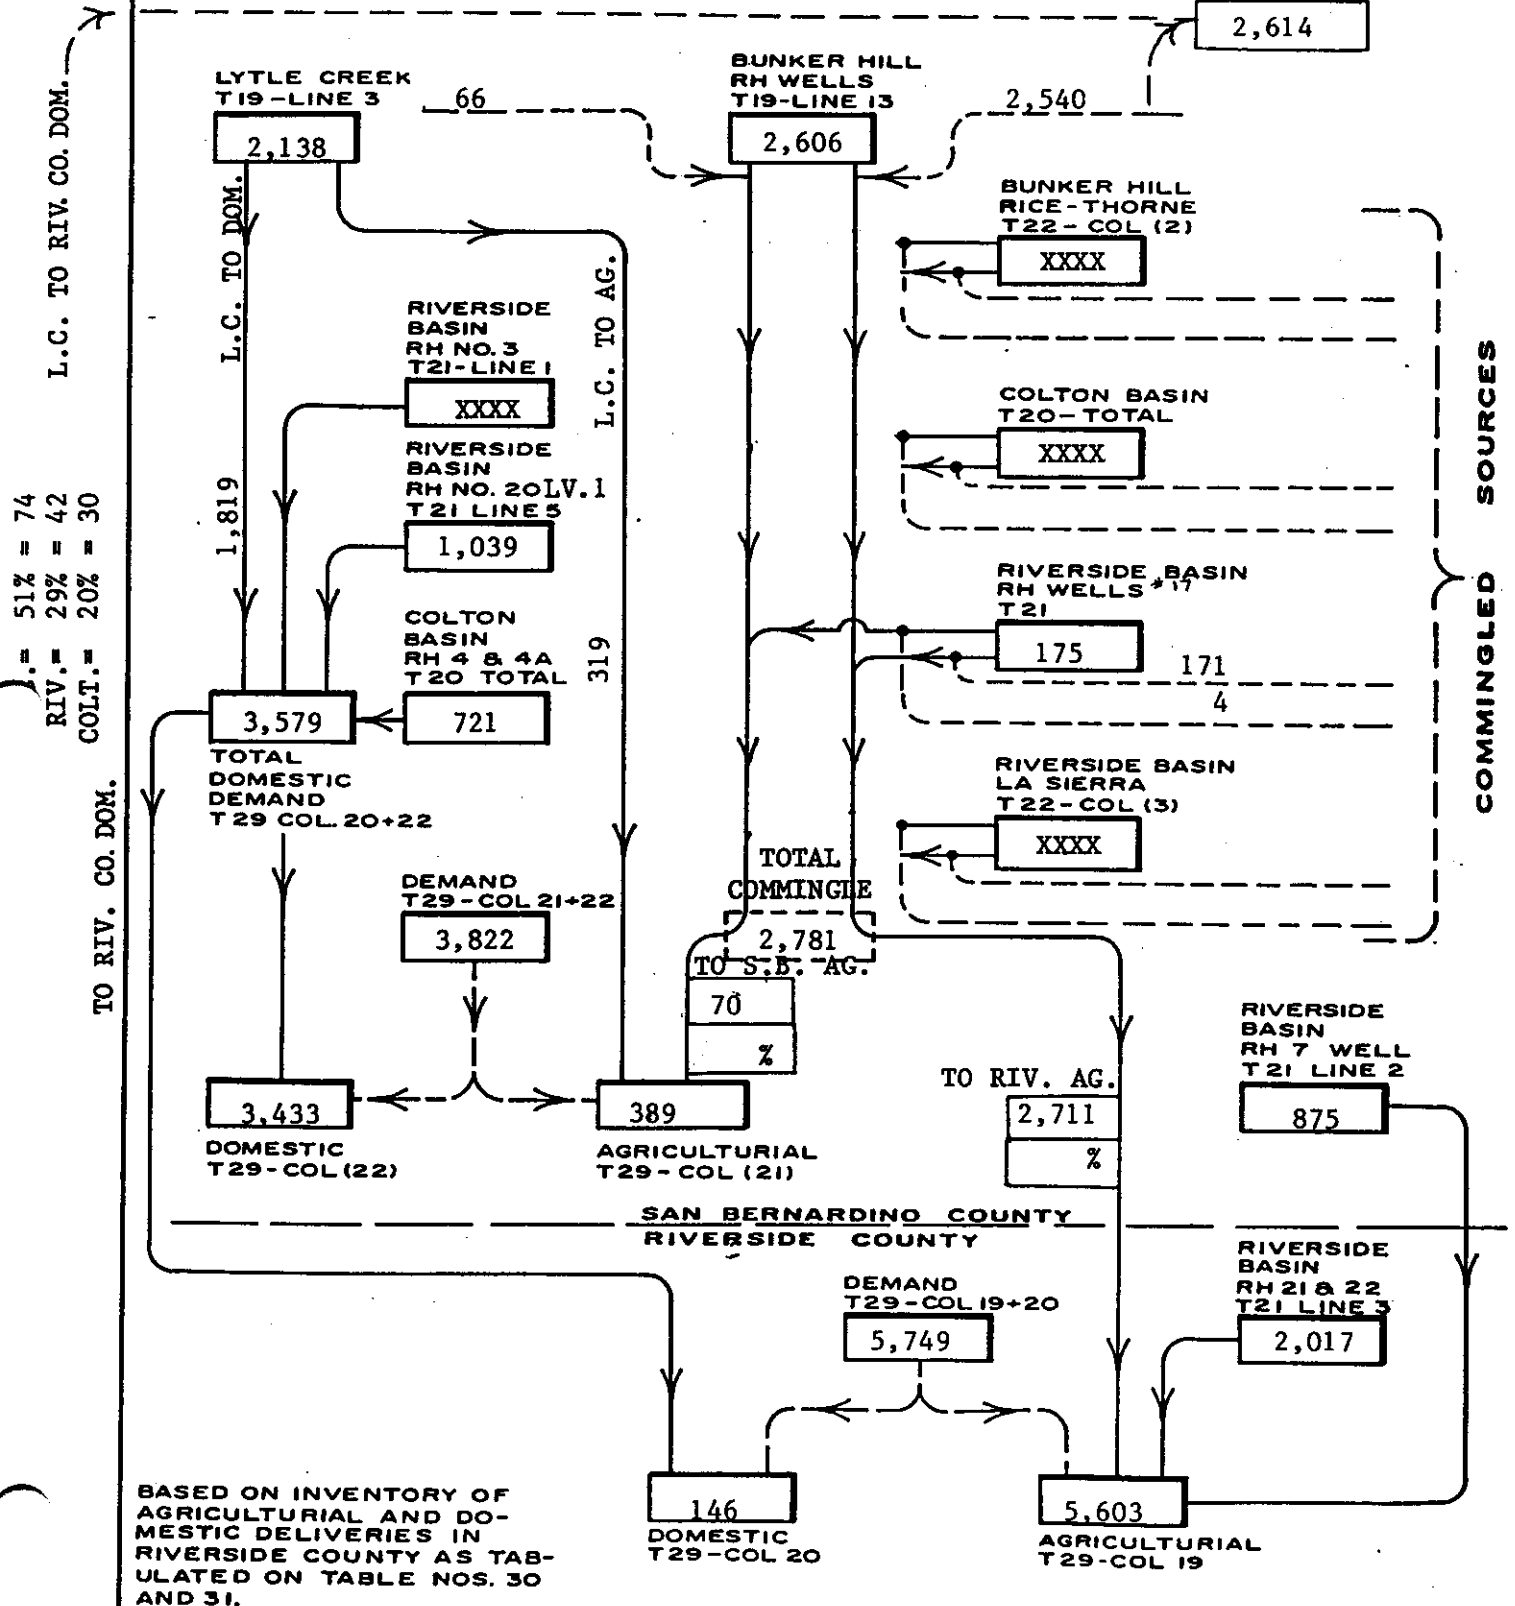 2,614
LYTLE CREEK
T19-LINE 3
2,138
66
BUNKER HILL
RH WELLS
T19-LINE 13
2,606
2,540
L.C. TO RIV. CO. DOM.
L.C. TO DOM.
1,819
L.C. TO AG.
319
BUNKER HILL
RICE-THORNE
T22-COL (2)
XXXX
RIVERSIDE
BASIN
RH NO. 3
T21-LINE 1
XXXX
COLTON BASIN
T20-TOTAL
XXXX
RIVERSIDE
BASIN
RH NO. 20 LV.1
T21 LINE 5
1,039
RIVERSIDE BASIN
RH WELLS #17
T21
175
171
4
COMMINGLED SOURCES
.= 51% = 74
RIV.= 29% = 42
COLT.= 20% = 30
COLTON
BASIN
RH 4 & 4A
T20 TOTAL
721
3,579
TOTAL
DOMESTIC
DEMAND
T29 COL. 20+22
RIVERSIDE BASIN
LA SIERRA
T22-COL (3)
XXXX
TO RIV. CO. DOM.
DEMAND
T29-COL 21+22
3,822
TOTAL
COMMINGLE
2,781
TO S.B. AG.
70
%
3,433
DOMESTIC
T29-COL (22)
389
AGRICULTURIAL
T29-COL (21)
TO RIV. AG.
2,711
%
RIVERSIDE
BASIN
RH 7 WELL
T21 LINE 2
875
SAN BERNARDINO COUNTY
RIVERSIDE COUNTY
DEMAND
T29-COL 19+20
5,749
RIVERSIDE
BASIN
RH 21 & 22
T21 LINE 3
2,017
146
DOMESTIC
T29-COL 20
5,603
AGRICULTURIAL
T29-COL 19
BASED ON INVENTORY OF
AGRICULTURIAL AND DO-
MESTIC DELIVERIES IN
RIVERSIDE COUNTY AS TAB-
ULATED ON TABLE NOS. 30
AND 31.